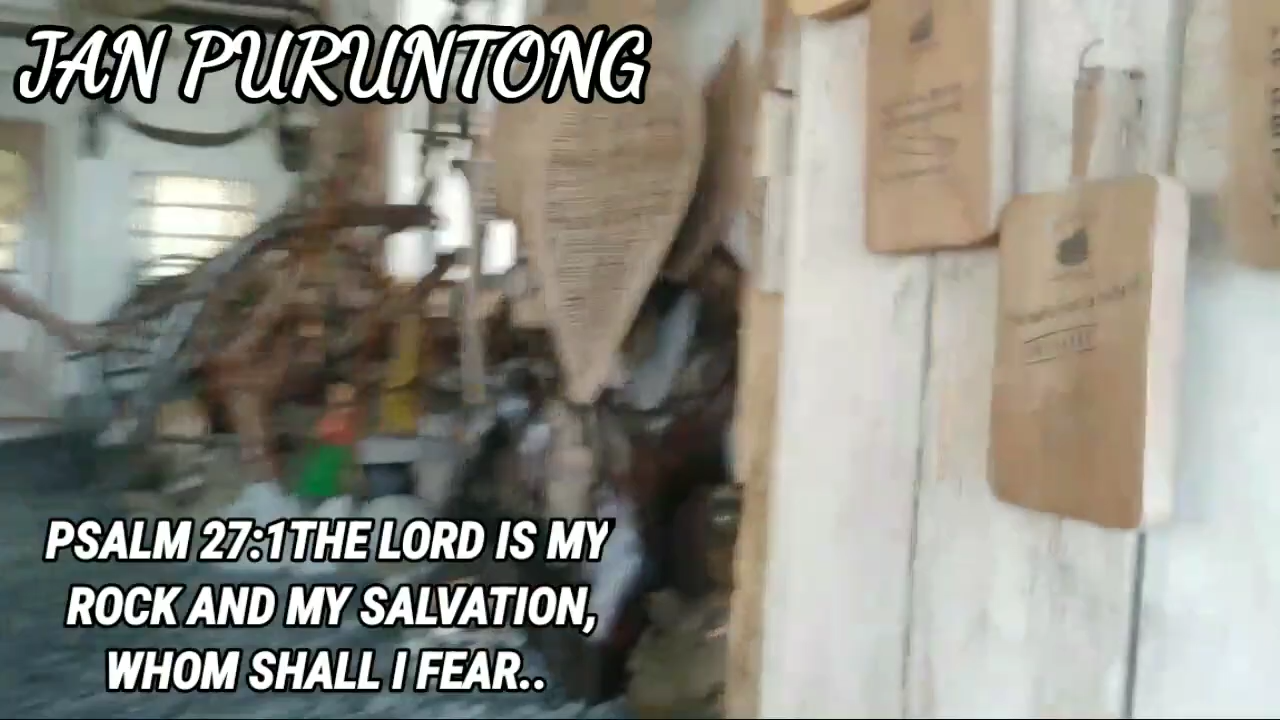 JAN PURUNTONG
PSALM 27:1THE LORD IS MY
ROCK AND MY SALVATION,
WHOM SHALL I FEAR..